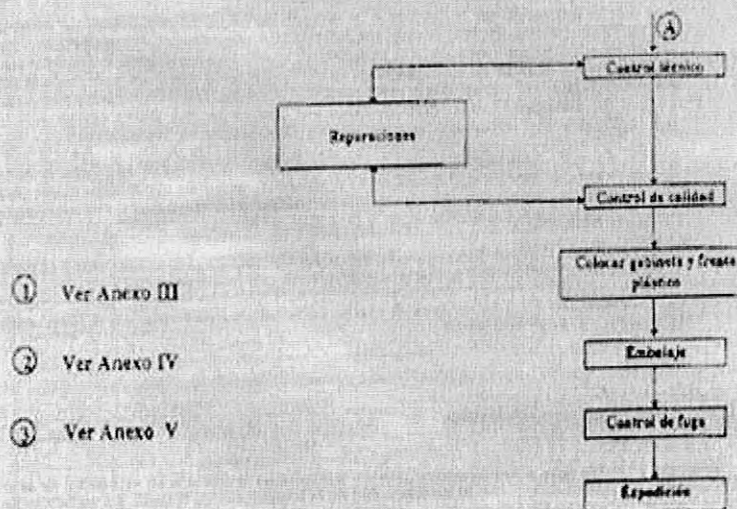 A
Control técnico
Reparaciones
Control de calidad
Colocar gabinete y frente
plástico
1 Ver Anexo III
Embalaje
2 Ver Anexo IV
Control de fuga
3 Ver Anexo V
Expedición